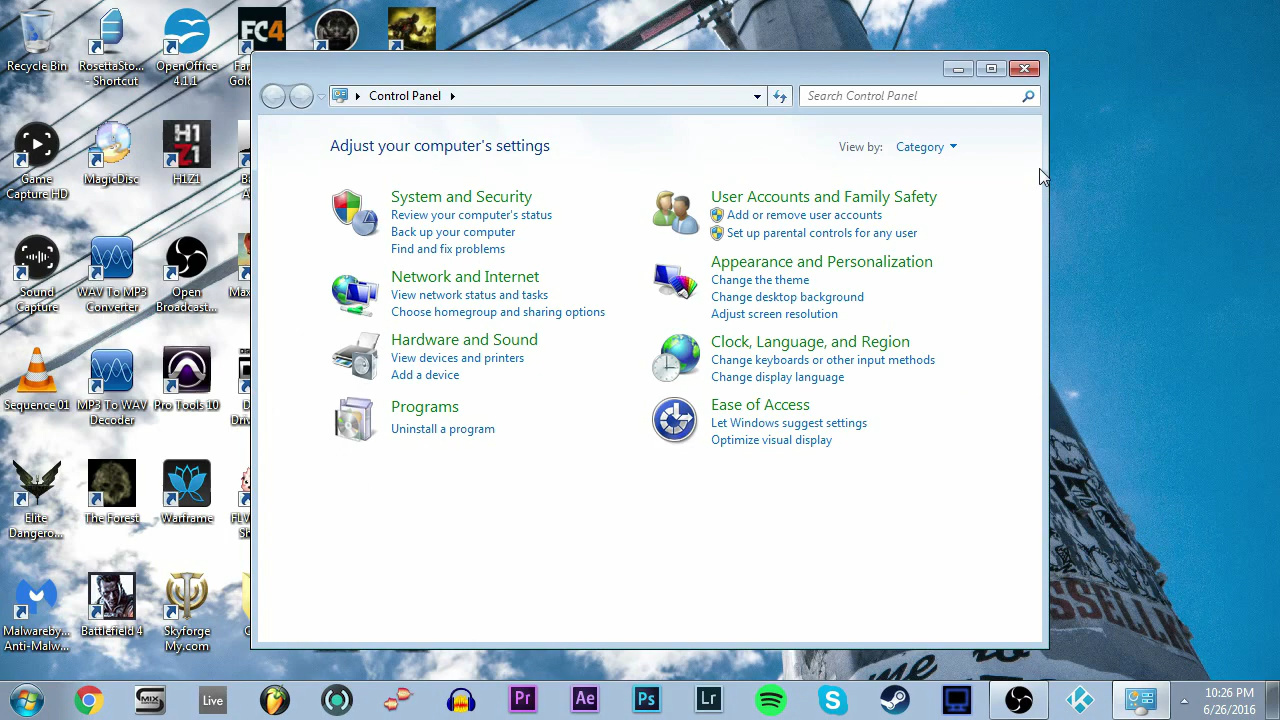 Recycle Bin
RosettaSto...
- Shortcut
OpenOffice
4.1.1
FC4
Far
Gold
Game
Capture HD
MagicDisc
H1
Z1
H1Z1
Sound
Capture
WAV To MP3
Converter
Open
Broadcast...
Max
Sequence 01
MP3 To WAV
Decoder
Pro Tools 10
Elite
Dangero...
The Forest
Warframe
FLV
Malwareby...
Anti-Malw...
Battlefield 4
Skyforge
My.com
Control Panel
Search Control Panel
Adjust your computer's settings
View by: Category
System and Security
Review your computer's status
Back up your computer
Find and fix problems
Network and Internet
View network status and tasks
Choose homegroup and sharing options
Hardware and Sound
View devices and printers
Add a device
Programs
Uninstall a program
User Accounts and Family Safety
Add or remove user accounts
Set up parental controls for any user
Appearance and Personalization
Change the theme
Change desktop background
Adjust screen resolution
Clock, Language, and Region
Change keyboards or other input methods
Change display language
Ease of Access
Let Windows suggest settings
Optimize visual display
MIX
Live
Pr
Ae
Ps
Lr
10:26 PM
6/26/2016